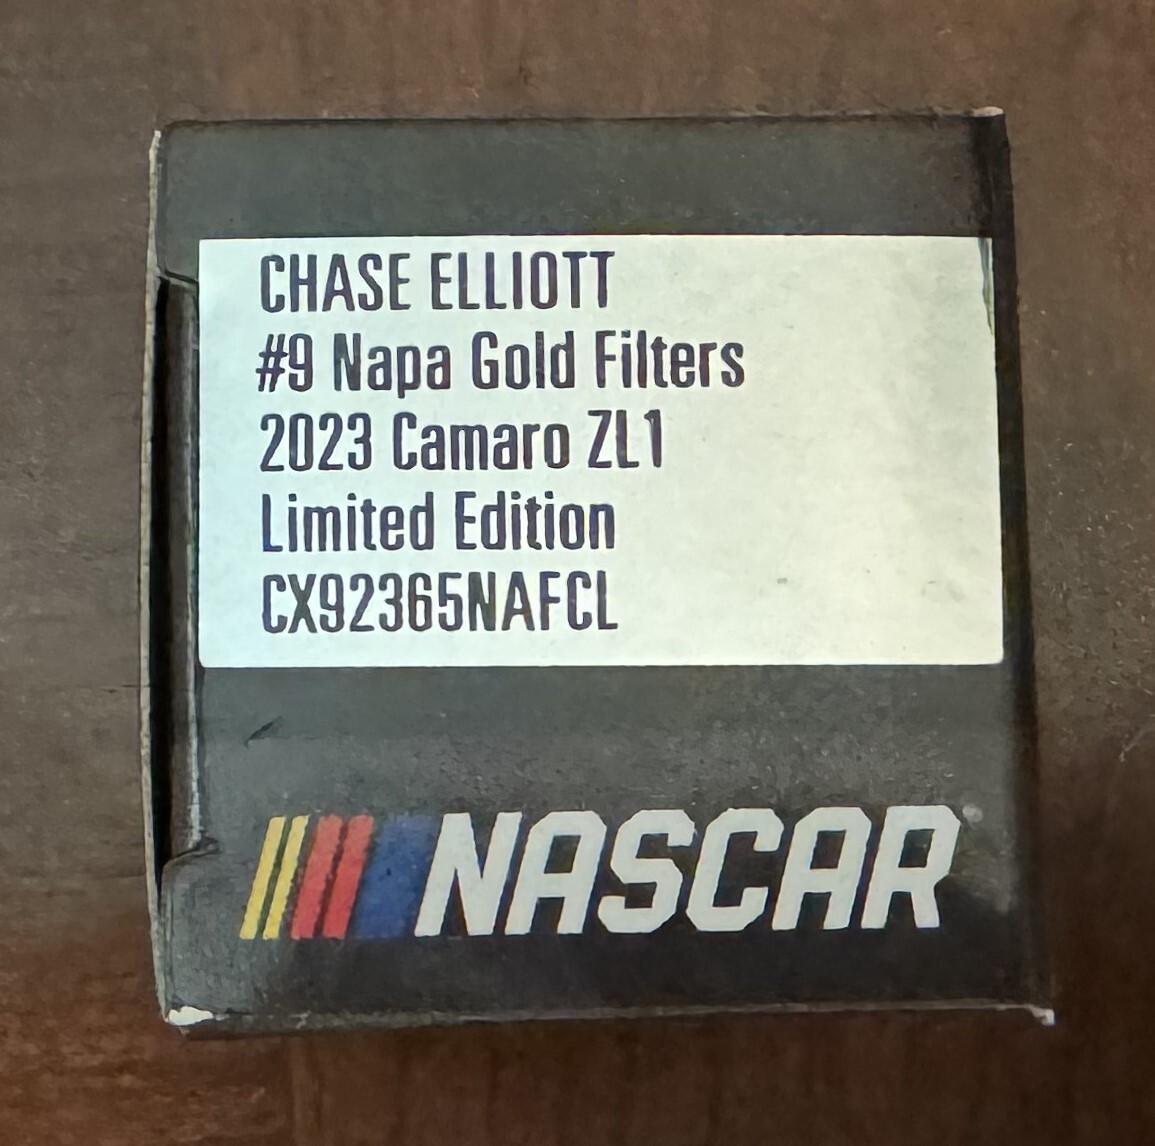 CHASE ELLIOTT
#9 Napa Gold Filters
2023 Camaro ZL1
Limited Edition
CX92365NAFCL
NASCAR